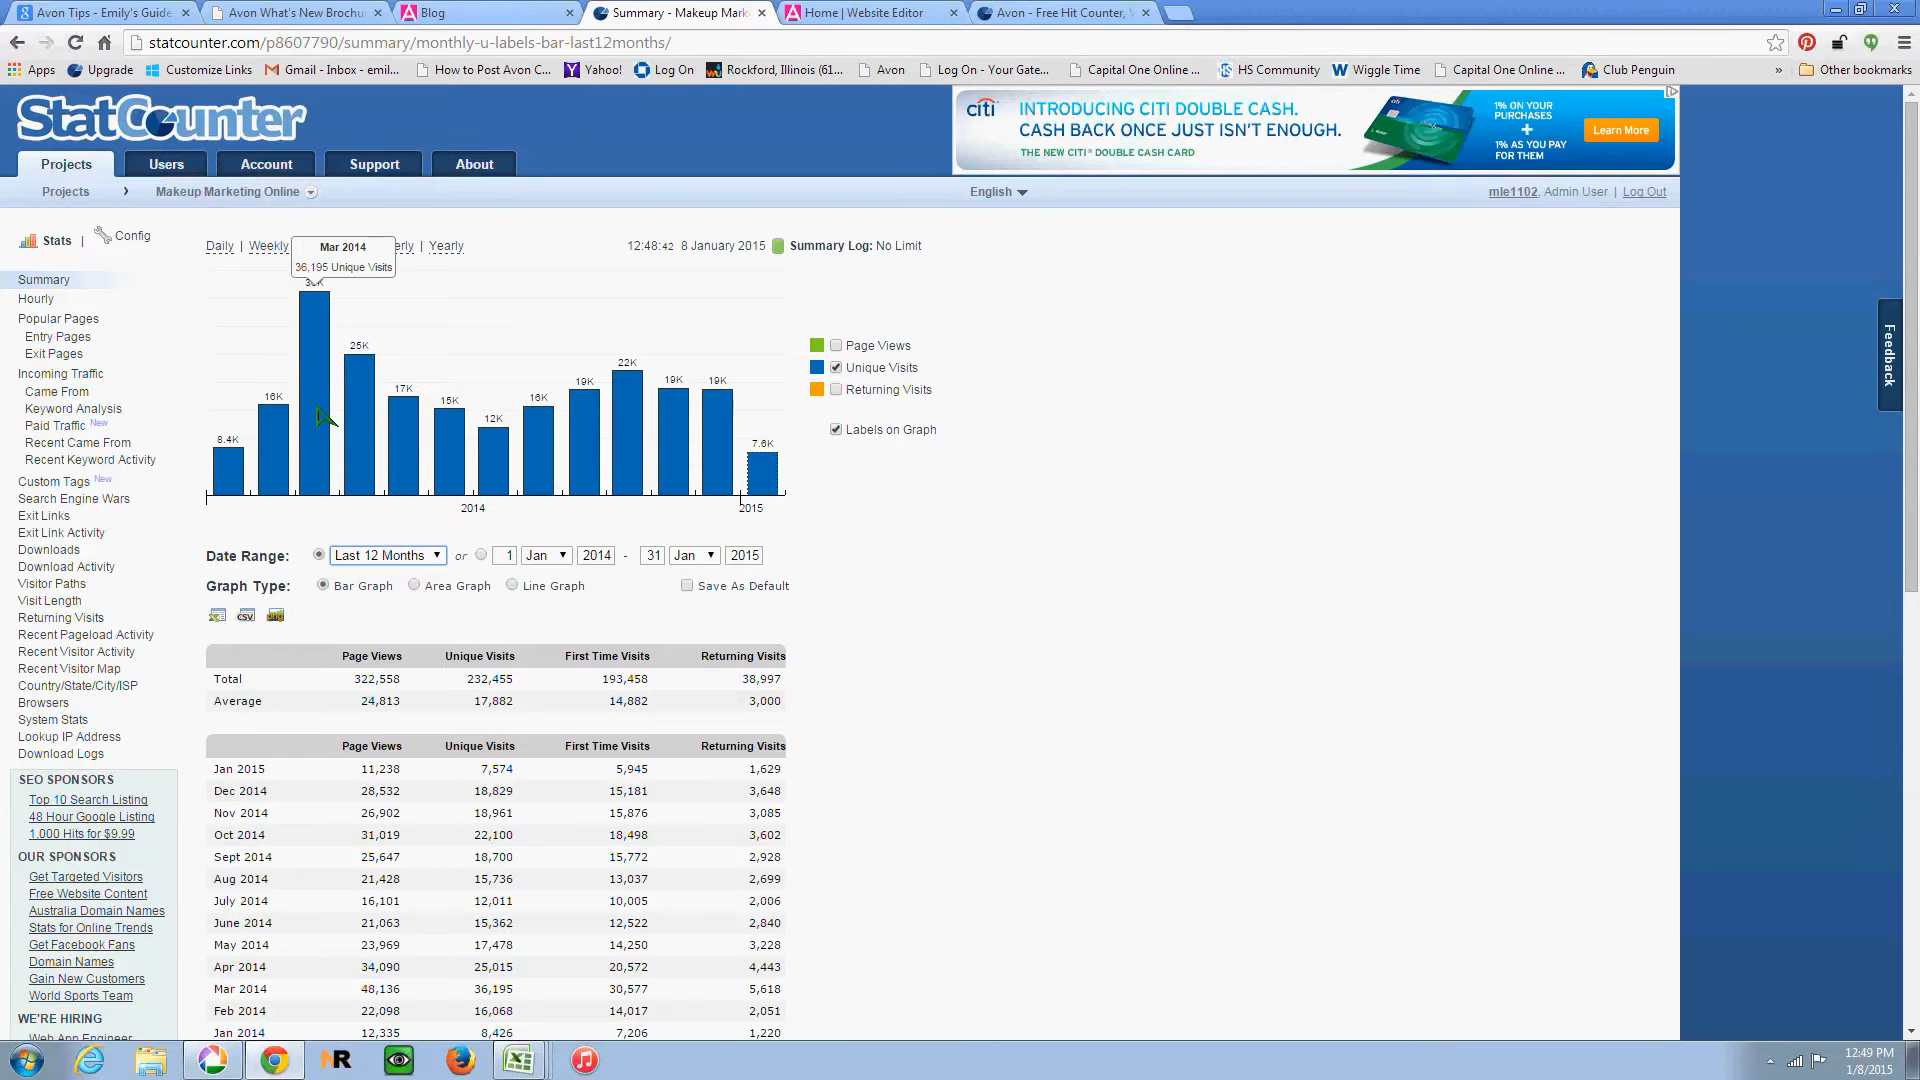 Avon Tips - Emily's Guide
Avon What's New Brochu
Blog
Summary - Makeup Mark
Home | Website Editor
Avon - Free Hit Counter,
statcounter.com/p8607790/summary/monthly-u-labels-bar-last12months/
Apps
Upgrade
Customize Links
Gmail - Inbox - emil...
How to Post Avon C...
Yahoo!
Log On
Rockford, Illinois (61...
Avon
Log On - Your Gate...
Capital One Online ...
HS Community
Wiggle Time
Capital One Online ...
Club Penguin
»
Other bookmarks
StatCounter
citi
INTRODUCING CITI DOUBLE CASH.
CASH BACK ONCE JUST ISN'T ENOUGH.
THE NEW CITI® DOUBLE CASH CARD
1% ON YOUR
PURCHASES
+
1% AS YOU PAY
FOR THEM
Learn More
Projects
Users
Account
Support
About
Projects
Makeup Marketing Online
English
mle1102, Admin User | Log Out
Stats |
Config
Daily | Weekly
erly | Yearly
12:48:42 8 January 2015
Summary Log: No Limit
Mar 2014
36,195 Unique Visits
8.4K
16K
25K
17K
15K
12K
16K
19K
22K
19K
19K
7.6K
2014
2015
Page Views
Unique Visits
Returning Visits
Labels on Graph
Feedback
Date Range:
Last 12 Months
or
1
Jan
2014
-
31
Jan
2015
Graph Type:
Bar Graph
Area Graph
Line Graph
Save As Default
CSV
Page Views Unique Visits First Time Visits Returning Visits
Total 322,558 232,455 193,458 38,997
Average 24,813 17,882 14,882 3,000
Page Views Unique Visits First Time Visits Returning Visits
Jan 2015 11,238 7,574 5,945 1,629
Dec 2014 28,532 18,829 15,181 3,648
Nov 2014 26,902 18,961 15,876 3,085
Oct 2014 31,019 22,100 18,498 3,602
Sept 2014 25,647 18,700 15,772 2,928
Aug 2014 21,428 15,736 13,037 2,699
July 2014 16,101 12,011 10,005 2,006
June 2014 21,063 15,362 12,522 2,840
May 2014 23,969 17,478 14,250 3,228
Apr 2014 34,090 25,015 20,572 4,443
Mar 2014 48,136 36,195 30,577 5,618
Feb 2014 22,098 16,068 14,017 2,051
Jan 2014 12,335 8,426 7,206 1,220
Summary
Hourly
Popular Pages
Entry Pages
Exit Pages
Incoming Traffic
Came From
Keyword Analysis
Paid Traffic New
Recent Came From
Recent Keyword Activity
Custom Tags New
Search Engine Wars
Exit Links
Exit Link Activity
Downloads
Download Activity
Visitor Paths
Visit Length
Returning Visits
Recent Pageload Activity
Recent Visitor Activity
Recent Visitor Map
Country/State/City/ISP
Browsers
System Stats
Lookup IP Address
Download Logs
SEO SPONSORS
Top 10 Search Listing
48 Hour Google Listing
1,000 Hits for $9.99
OUR SPONSORS
Get Targeted Visitors
Free Website Content
Australia Domain Names
Stats for Online Trends
Get Facebook Fans
Domain Names
Gain New Customers
World Sports Team
WE'RE HIRING
Web App Engineer
12:49 PM
1/8/2015